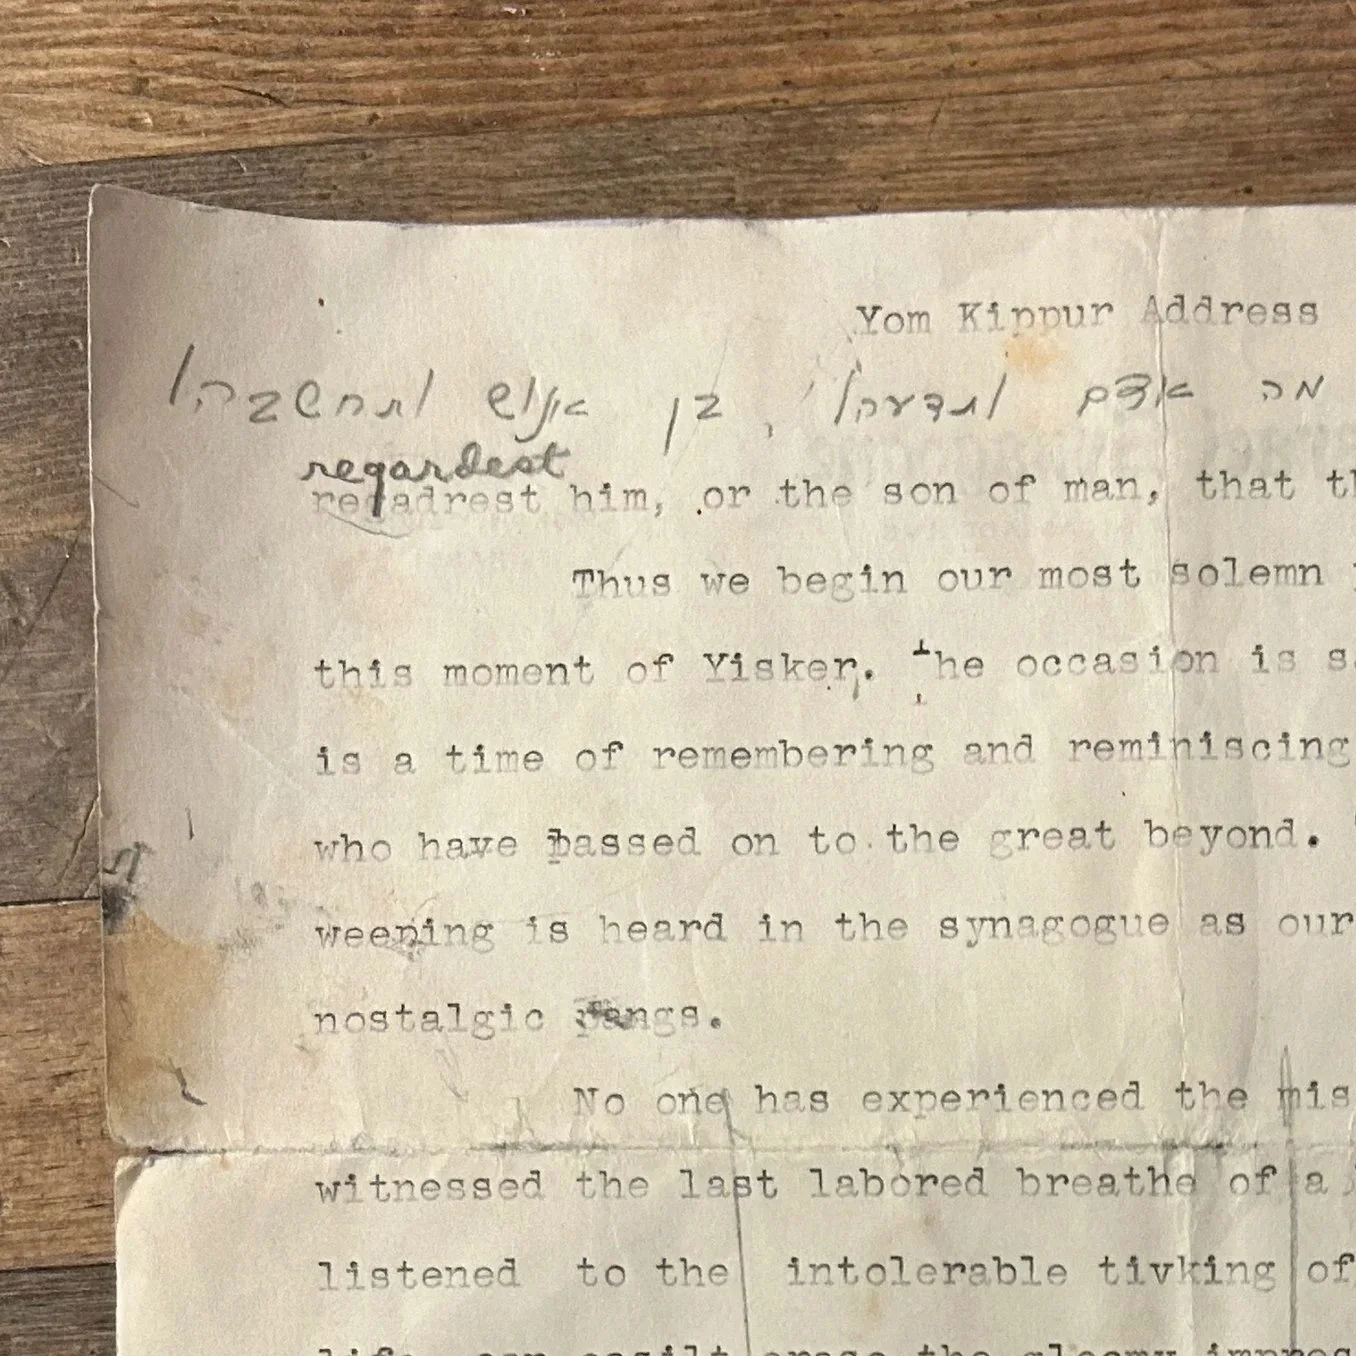 Yom Kippur Address
מה אדם ותדעהו, בן אנוש ותחשבהו
regardest
regadrest him, or the son of man, that
Thus we begin our most solemn
this moment of Yisker. The occasion is
is a time of remembering and reminiscing
who have passed on to the great beyond.
weeping is heard in the synagogue as our
nostalgic pangs.
No one has experienced the
witnessed the last labored breathe of a
listened to the intolerable tivking of